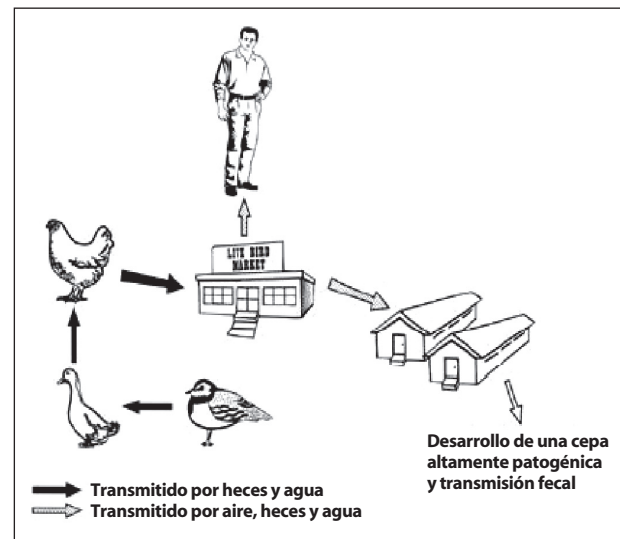 LIVE BIRD
MARKET
Desarrollo de una cepa
altamente patogénica
y transmisión fecal
Transmitido por heces y agua
Transmitido por aire, heces y agua